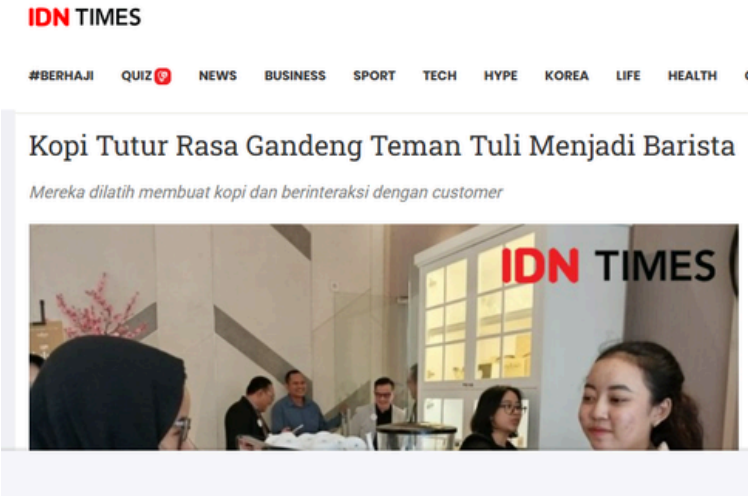 IDN TIMES
#BERHAJI QUIZ NEWS BUSINESS SPORT TECH HYPE KOREA LIFE HEALTH
Kopi Tutur Rasa Gandeng Teman Tuli Menjadi Barista
Mereka dilatih membuat kopi dan berinteraksi dengan customer
IDN TIMES